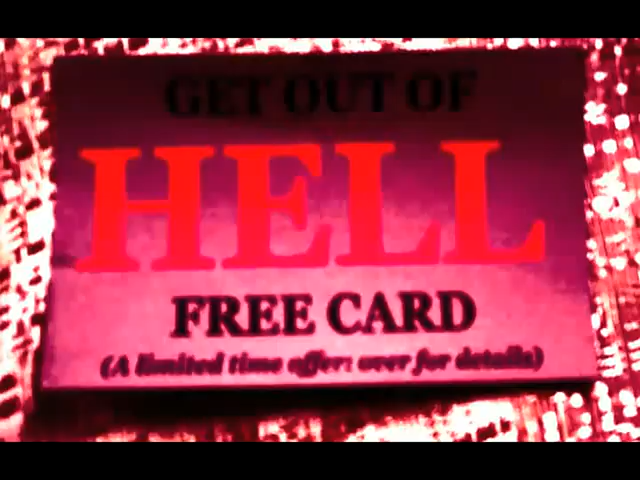 GET OUT OF
HELL
FREE CARD
(A limited time offer: over for details)